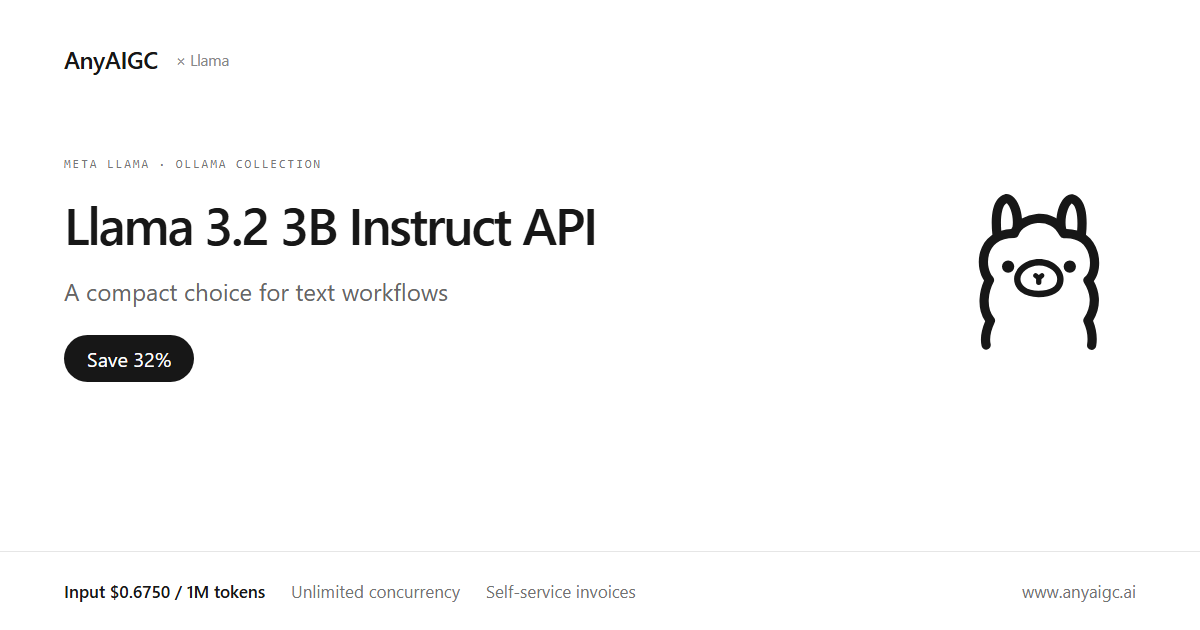 AnyAIGC × Llama
META LLAMA · OLLAMA COLLECTION
Llama 3.2 3B Instruct API
A compact choice for text workflows
Save 32%
Input $0.6750 / 1M tokens Unlimited concurrency Self-service invoices www.anyaigc.ai